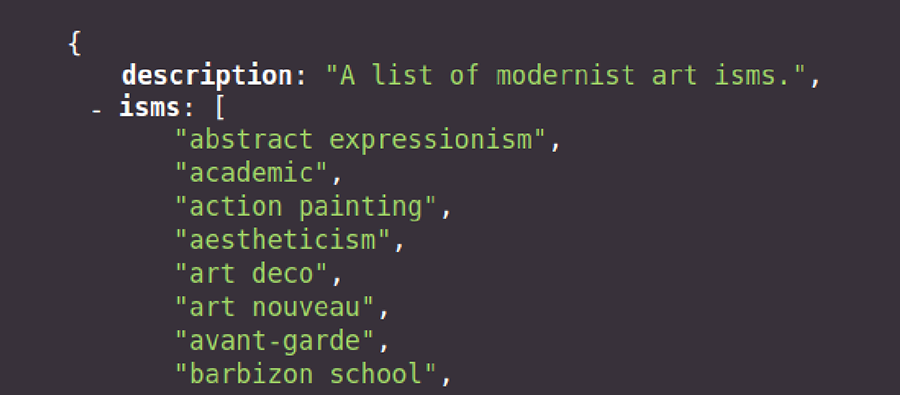 {
description: "A list of modernist art isms.",
- isms: [
"abstract expressionism",
"academic",
"action painting",
"aestheticism",
"art deco",
"art nouveau",
"avant-garde",
"barbizon school",